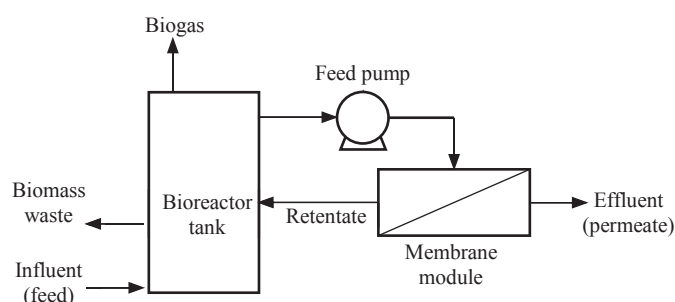 Biogas
Feed pump
Biomass
waste
Bioreactor
tank
Retentate
Effluent
(permeate)
Membrane
module
Influent
(feed)